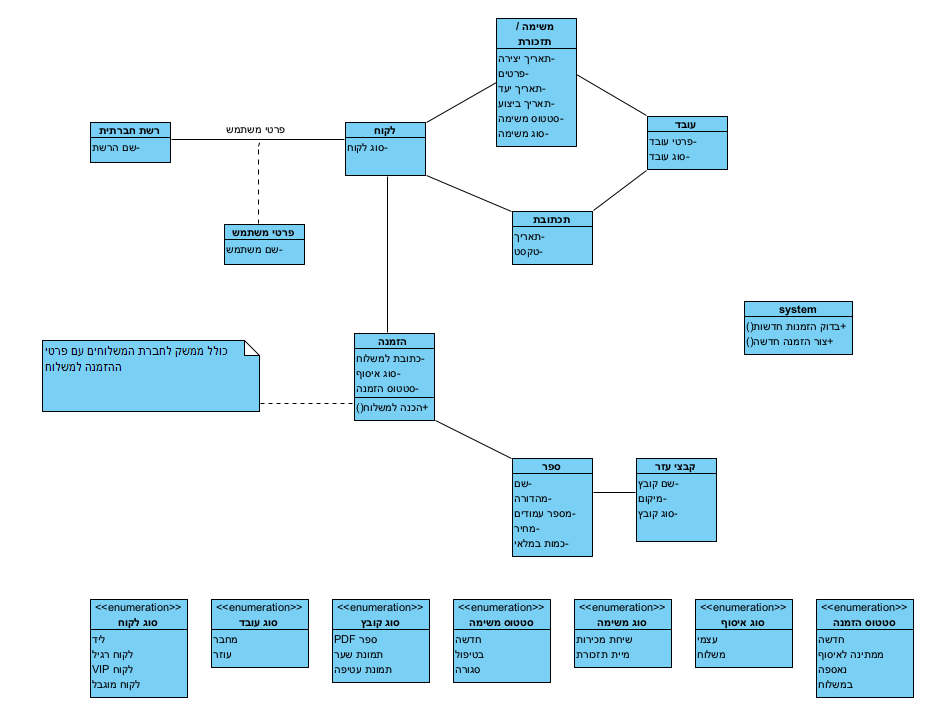 משימה /
תזכורת
-תאריך יצירה
-פרטים
-תאריך יעד
-תאריך ביצוע
-סטטוס משימה
-סוג משימה
רשת חברתית
-שם הרשת
פרטי משתמש
לקוח
-סוג לקוח
עובד
-פרטי עובד
-סוג עובד
פרטי משתמש
-שם משתמש
תכתובת
-תאריך
-טקסט
system
+בדוק הזמנות חדשות()
+צור הזמנה חדשה()
כולל ממשק לחברת המשלוחים עם פרטי
ההזמנה למשלוח
הזמנה
-כתובת למשלוח
-סוג איסוף
-סטטוס הזמנה
+הכנה למשלוח()
ספר
-שם
-מהדורה
-מספר עמודים
-מחיר
-כמות במלאי
קבצי עזר
-שם קובץ
-מיקום
-סוג קובץ
<<enumeration>>
סוג לקוח
ליד
לקוח רגיל
לקוח VIP
לקוח מוגבל
<<enumeration>>
סוג עובד
מחבר
עוזר
<<enumeration>>
סוג קובץ
ספר PDF
תמונת שער
תמונת עטיפה
<<enumeration>>
סטטוס משימה
חדשה
בטיפול
סגורה
<<enumeration>>
סוג משימה
שיחת מכירות
מיית תזכורת
<<enumeration>>
סוג איסוף
עצמי
משלוח
<<enumeration>>
סטטוס הזמנה
חדשה
ממתינה לאיסוף
נאספה
במשלוח